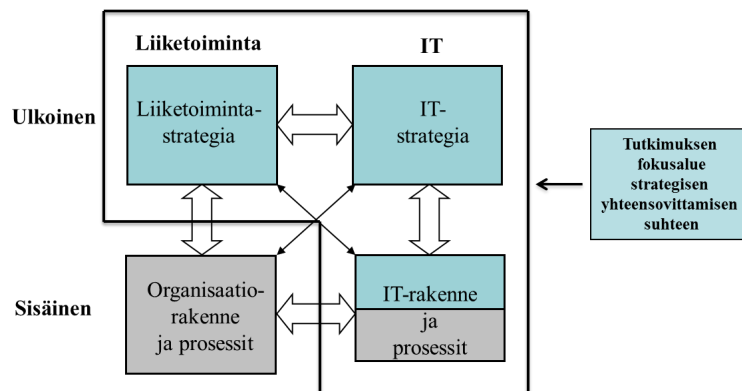 Liiketoiminta
IT
Ulkoinen
Liiketoiminta-
strategia
IT-
strategia
Tutkimuksen
fokusalue
strategisen
yhteensovittamisen
suhteen
Sisäinen
Organisaatio-
rakenne
ja prosessit
IT-rakenne
ja
prosessit